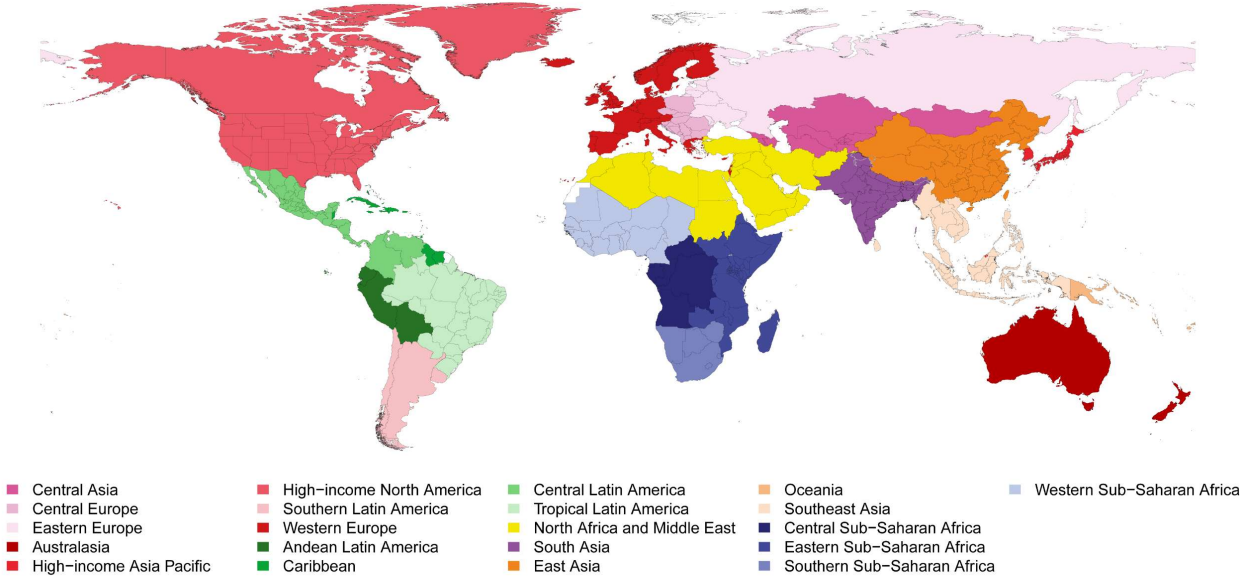 Central Asia
Central Europe
Eastern Europe
Australasia
High−income Asia Pacific
High−income North America
Southern Latin America
Western Europe
Andean Latin America
Caribbean
Central Latin America
Tropical Latin America
North Africa and Middle East
South Asia
East Asia
Oceania
Southeast Asia
Central Sub−Saharan Africa
Eastern Sub−Saharan Africa
Southern Sub−Saharan Africa
Western Sub−Saharan Africa